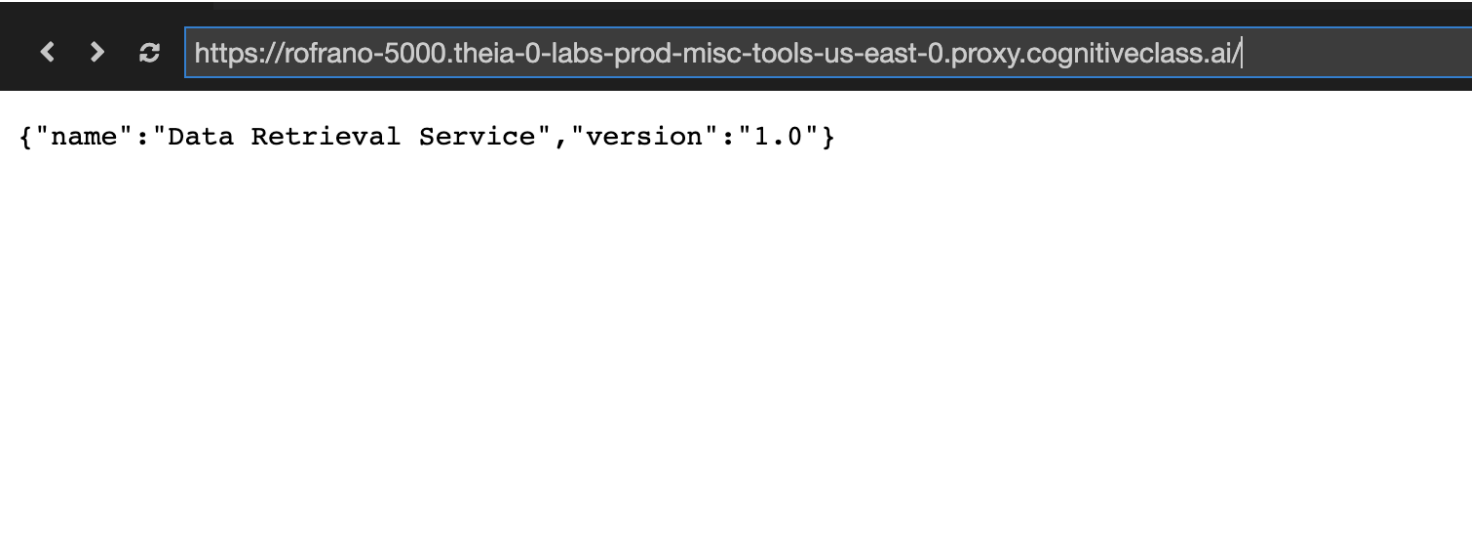 https://rofrano-5000.theia-0-labs-prod-misc-tools-us-east-0.proxy.cognitiveclass.ai/
{"name":"Data Retrieval Service","version":"1.0"}